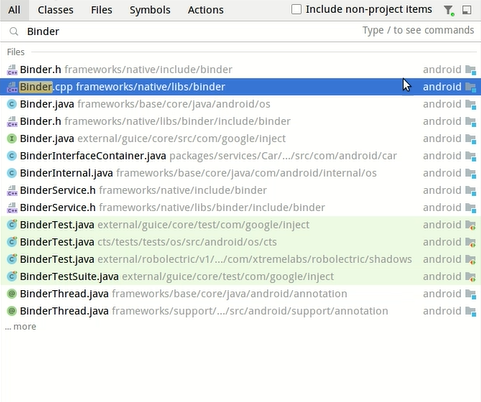 All Classes Files Symbols Actions Include non-project items
Binder Type / to see commands
Files
Binder.h frameworks/native/include/binder android
Binder.cpp frameworks/native/libs/binder android
Binder.java frameworks/base/core/java/android/os android
Binder.h frameworks/native/libs/binder/include/binder android
Binder.java external/guice/core/src/com/google/inject android
BinderInterfaceContainer.java packages/services/Car/.../src/com/android/car android
BinderInternal.java frameworks/base/core/java/com/android/internal/os android
BinderService.h frameworks/native/include/binder android
BinderService.h frameworks/native/libs/binder/include/binder android
BinderTest.java external/guice/core/test/com/google/inject android
BinderTest.java cts/tests/tests/os/src/android/os/cts android
BinderTest.java external/robolectric/v1/.../com/xtremelabs/robolectric/shadows android
BinderTestSuite.java external/guice/core/test/com/google/inject android
BinderThread.java frameworks/base/core/java/android/annotation android
BinderThread.java frameworks/support/.../src/android/support/annotation android
... more